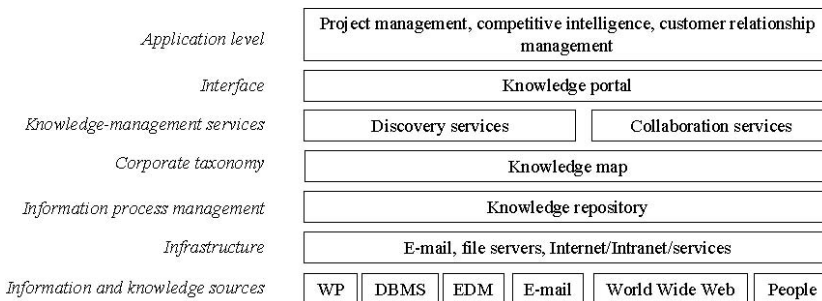 Application level
Project management, competitive intelligence, customer relationship
management
Interface
Knowledge portal
Knowledge-management services
Discovery services
Collaboration services
Corporate taxonomy
Knowledge map
Information process management
Knowledge repository
Infrastructure
E-mail, file servers, Internet/Intranet/services
Information and knowledge sources
WP
DBMS
EDM
E-mail
World Wide Web
People